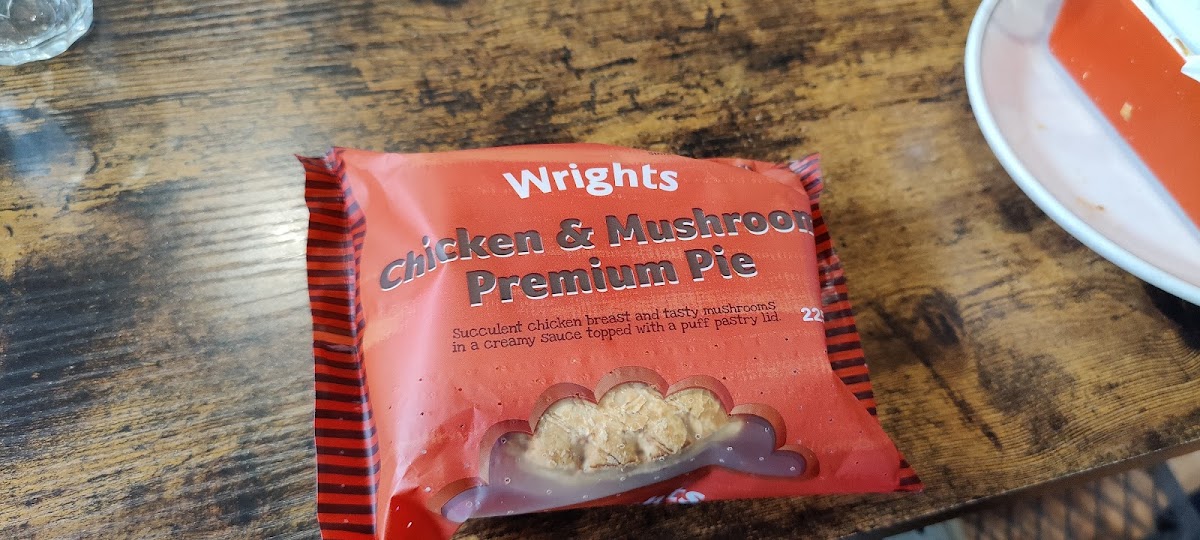 Wrights
Chicken & Mushroom
Premium Pie
Succulent chicken breast and tasty mushrooms
in a creamy sauce topped with a puff pastry lid